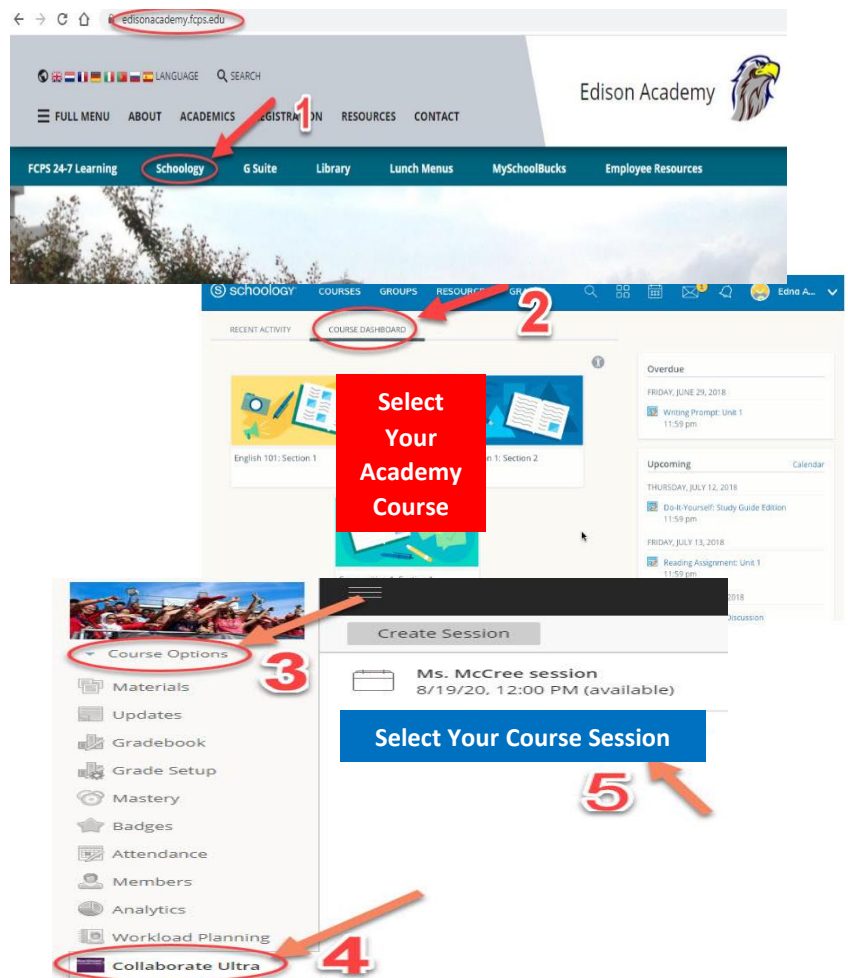 edisonacademy.fcps.edu
LANGUAGE SEARCH
Edison Academy
FULL MENU ABOUT ACADEMICS REGISTRATION RESOURCES CONTACT
1
FCPS 24-7 Learning Schoology G Suite Library Lunch Menus MySchoolBucks Employee Resources
S schoology COURSES GROUPS RESOURCES 1 Edna A...
2
RECENT ACTIVITY COURSE DASHBOARD
Select
Your
Academy
Course
English 101: Section 1
1: Section 2
Overdue
FRIDAY, JUNE 29, 2018
Writing Prompt: Unit 1
11:59 pm
Upcoming Calendar
THURSDAY, JULY 12, 2018
Do-It-Yourself: Study Guide Edition
11:59 pm
FRIDAY, JULY 13, 2018
Reading Assignment: Unit 1
11:59 pm
2018
Discussion
Course Options
3
Materials
Updates
Gradebook
Grade Setup
Mastery
Badges
Attendance
Members
Analytics
Workload Planning
Collaborate Ultra
4
Create Session
Ms. McCree session
8/19/20, 12:00 PM (available)
Select Your Course Session
5